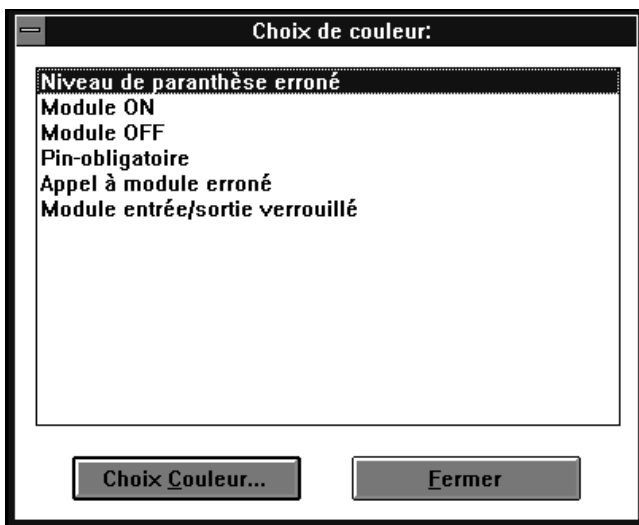 Choix de couleur:
Niveau de paranthèse erroné
Module ON
Module OFF
Pin-obligatoire
Appel à module erroné
Module entrée/sortie verrouillé
Choix Couleur... Fermer